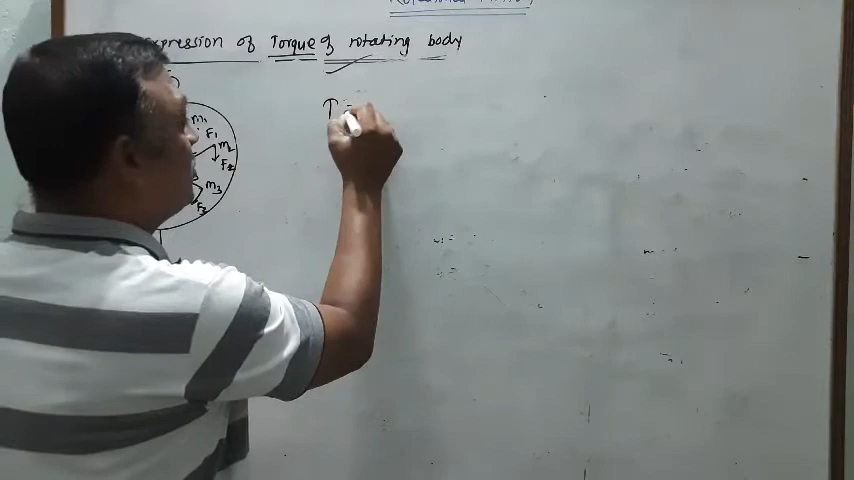 expression of Torque of rotating body
τ =
m₁
F₁
m₂
F₂
m₃
F₃